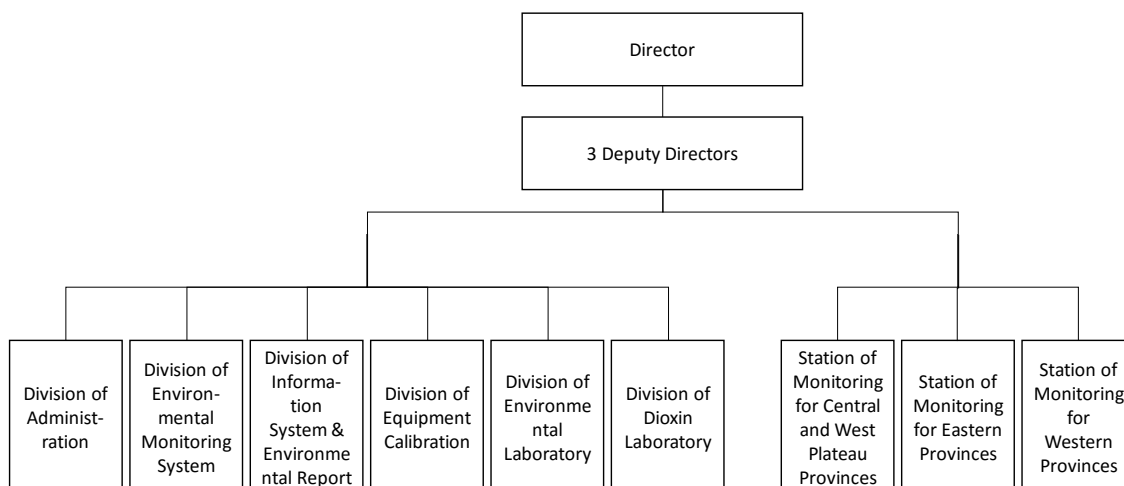 Director
3 Deputy Directors
Division of
Administ-
ration
Division of
Environ-
mental
Monitoring
System
Division of
Informa-
tion
System &
Environme
ntal Report
Division of
Equipment
Calibration
Division of
Environme
ntal
Laboratory
Division of
Dioxin
Laboratory
Station of
Monitoring
for Central
and West
Plateau
Provinces
Station of
Monitoring
for Eastern
Provinces
Station of
Monitoring
for
Western
Provinces